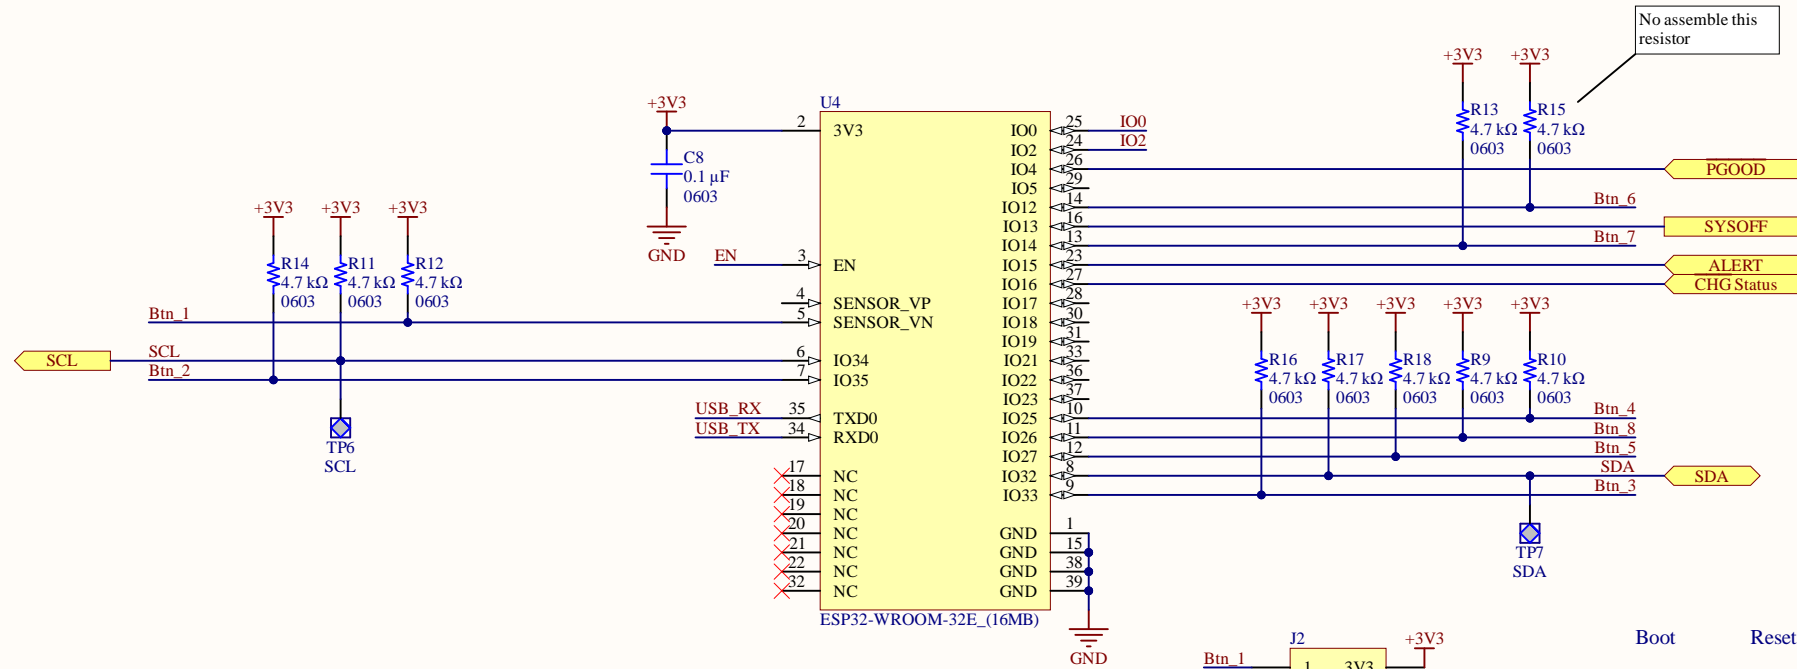 No assemble this
resistor
+3V3
+3V3
R13
4.7 kΩ
0603
R15
4.7 kΩ
0603
+3V3
C8
0.1 µF
0603
GND
U4
2
3V3
3
EN
EN
4
SENSOR_VP
5
SENSOR_VN
6
IO34
7
IO35
35
TXD0
34
RXD0
17
NC
18
NC
19
NC
20
NC
21
NC
22
NC
32
NC
IO0
25
IO0
IO2
24
IO2
IO4
26
PGOOD
IO5
29
IO12
14
Btn_6
IO13
16
SYSOFF
IO14
13
Btn_7
IO15
23
ALERT
IO16
27
CHG Status
IO17
28
IO18
30
IO19
31
IO21
33
IO22
36
IO23
37
IO25
10
Btn_4
IO26
11
Btn_8
IO27
12
Btn_5
IO32
8
SDA
SDA
IO33
9
Btn_3
GND
1
GND
15
GND
38
GND
39
GND
ESP32-WROOM-32E_(16MB)
+3V3
+3V3
+3V3
R14
4.7 kΩ
0603
R11
4.7 kΩ
0603
R12
4.7 kΩ
0603
Btn_1
SCL
SCL
Btn_2
TP6
SCL
USB_RX
USB_TX
+3V3
+3V3
+3V3
+3V3
+3V3
R16
4.7 kΩ
0603
R17
4.7 kΩ
0603
R18
4.7 kΩ
0603
R9
4.7 kΩ
0603
R10
4.7 kΩ
0603
TP7
SDA
J2
+3V3
Btn_1
1
3V3
Boot
Reset